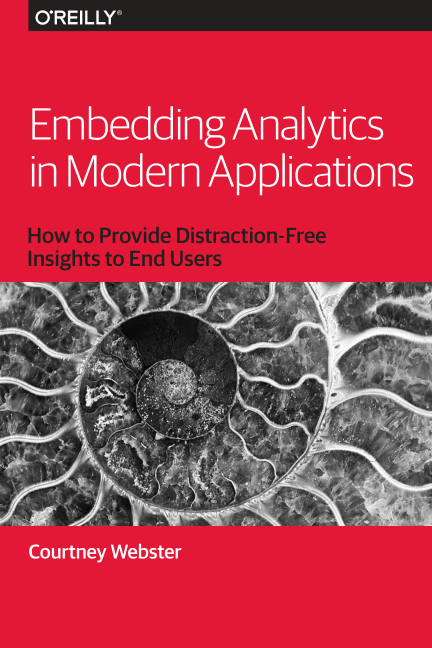 O'REILLY®
Embedding Analytics
in Modern Applications
How to Provide Distraction-Free
Insights to End Users
Courtney Webster